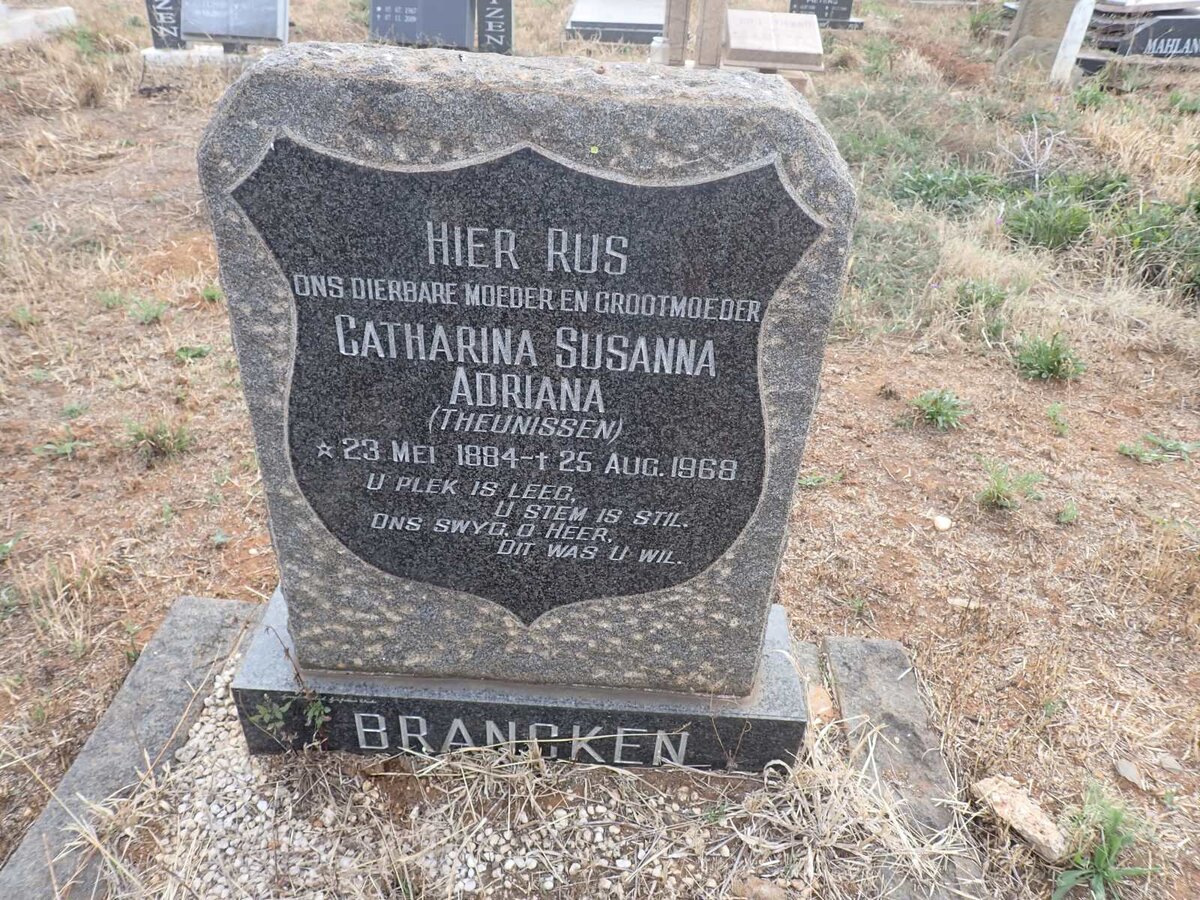 HIER RUS
ONS DIERBARE MOEDER EN GROOTMOEDER
CATHARINA SUSANNA
ADRIANA
(THEUNISSEN)
* 23 MEI 1884 - † 25 AUG. 1968
U PLEK IS LEEG,
U STEM IS STIL.
ONS SWYG, O HEER,
DIT WAS U WIL.
BRANCKEN
MAHLAN